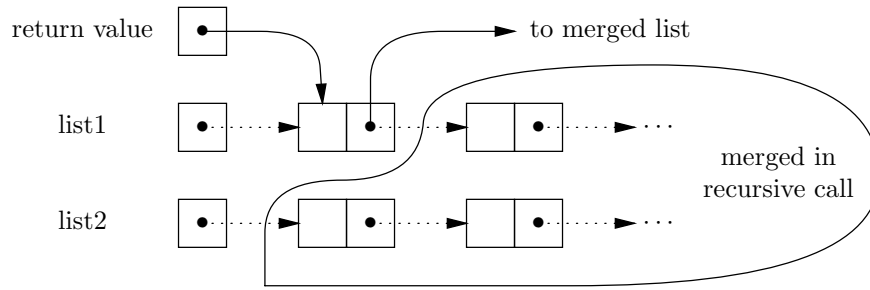 return value
to merged list
list1
···
merged in
recursive call
list2
···